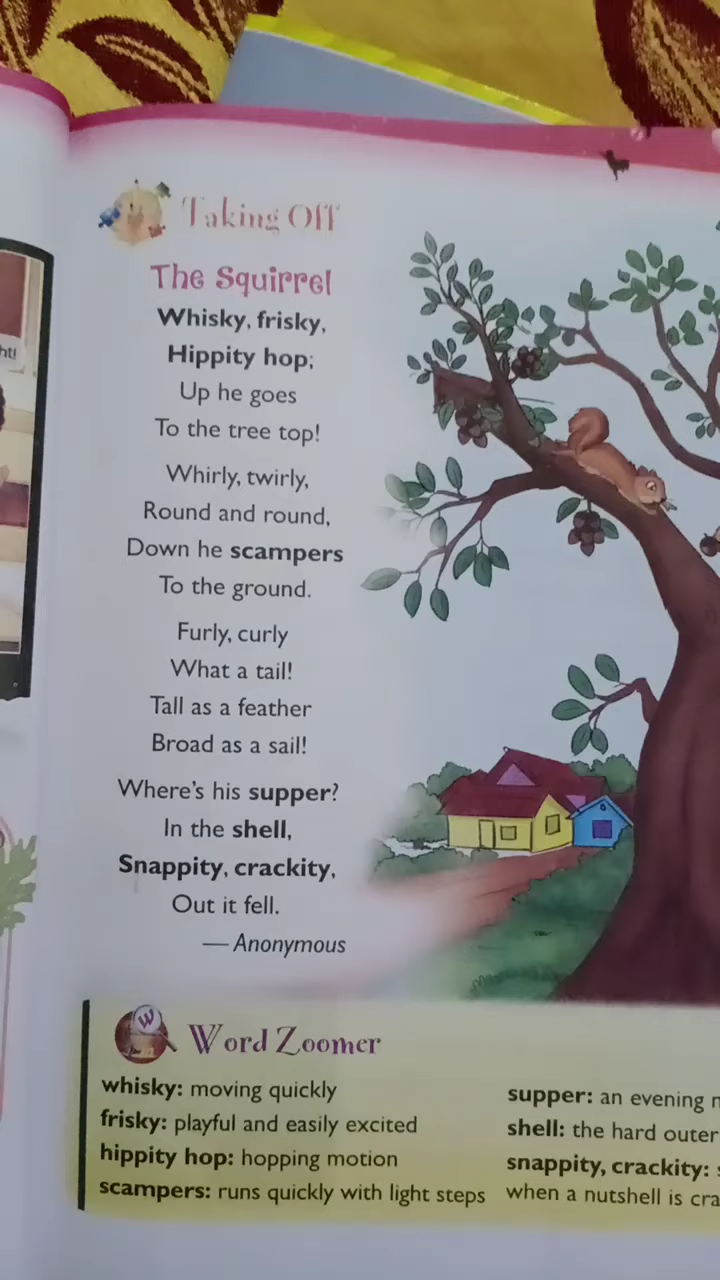 ht!
Taking Off
The Squirrel
Whisky, frisky,
Hippity hop;
Up he goes
To the tree top!
Whirly, twirly,
Round and round,
Down he scampers
To the ground.
Furly, curly
What a tail!
Tall as a feather
Broad as a sail!
Where's his supper?
In the shell,
Snappity, crackity,
Out it fell.
— Anonymous
W
Word Zoomer
whisky: moving quickly
frisky: playful and easily excited
hippity hop: hopping motion
scampers: runs quickly with light steps
supper: an evening
shell: the hard outer
snappity, crackity:
when a nutshell is